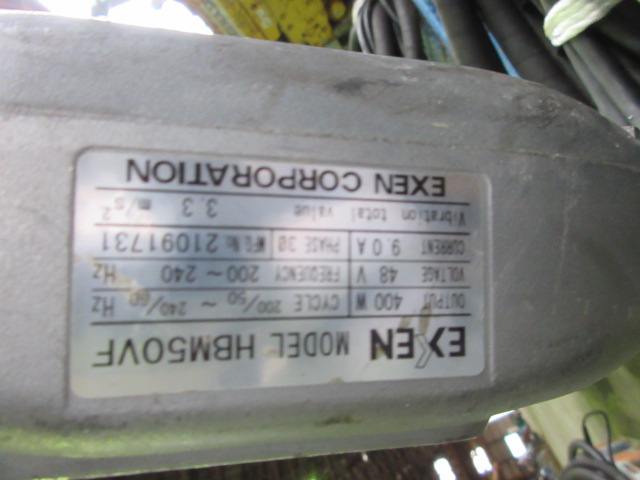 EXEN MODEL HBM50VF
OUTPUT 400 W CYCLE 200/50 ~ 240/60 Hz
VOLTAGE 48 V FREQUENCY 200 ~ 240 Hz
CURRENT 9.0 A PHASE 3Ø MFG.No 21091731
Vibration total value 3.3 m/s²
EXEN CORPORATION